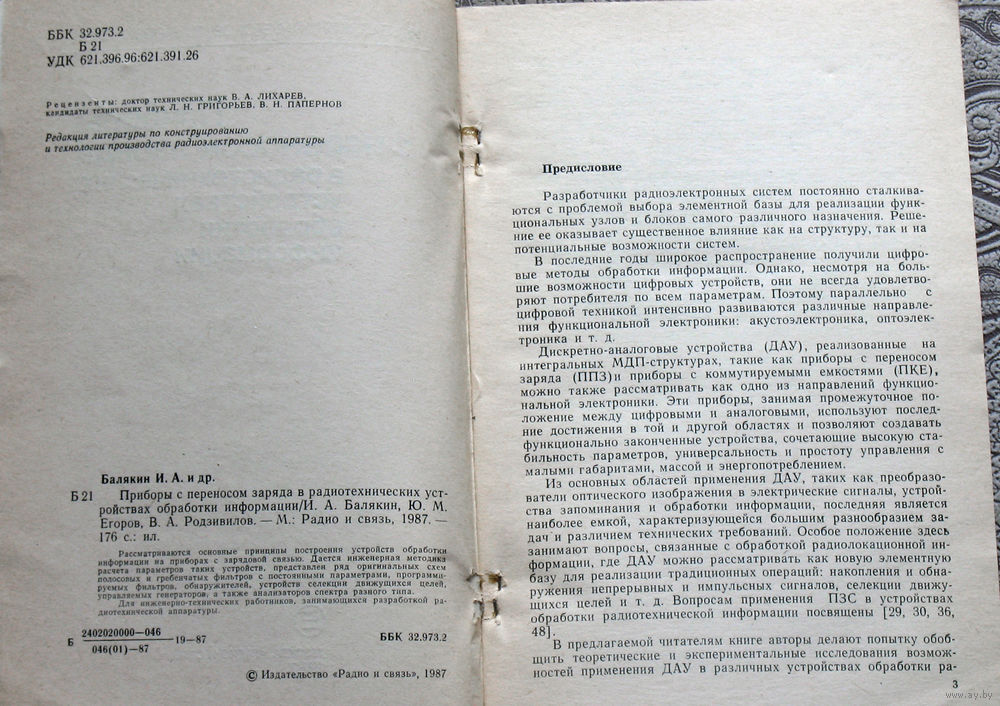 ББК 32.973.2
Б 21
УДК 621.396.96:621.391.26
Рецензенты: доктор технических наук В. А. ЛИХАРЕВ,
кандидаты технических наук Л. Н. ГРИГОРЬЕВ, В. Н. ПАПЕРНОВ
Редакция литературы по конструированию
и технологии производства радиоэлектронной аппаратуры
Балякин И. А. и др.
Б 21 Приборы с переносом заряда в радиотехнических уст-
ройствах обработки информации/И. А. Балякин, Ю. М.
Егоров, В. А. Родзивилов. — М.: Радио и связь, 1987. —
176 с.: ил.
Рассматриваются основные принципы построения устройств обработки
информации на приборах с зарядовой связью. Дается инженерная методика
расчета параметров таких устройств, представлен ряд оригинальных схем
полосовых и гребенчатых фильтров с постоянными параметрами, программи-
руемых фильтров, обнаружителей, устройств селекции движущихся целей,
управляемых генераторов, а также анализаторов спектра разного типа.
Для инженерно-технических работников, занимающихся разработкой ра-
диотехнической аппаратуры.
Б 2402020000—046
046(01)—87
19—87
ББК 32.973.2
© Издательство «Радио и связь», 1987
Предисловие
Разработчики радиоэлектронных систем постоянно сталкива-
ются с проблемой выбора элементной базы для реализации функ-
циональных узлов и блоков самого различного назначения. Реше-
ние ее оказывает существенное влияние как на структуру, так и на
потенциальные возможности систем.
В последние годы широкое распространение получили цифро-
вые методы обработки информации. Однако, несмотря на боль-
шие возможности цифровых устройств, они не всегда удовлетво-
ряют потребителя по всем параметрам. Поэтому параллельно с
цифровой техникой интенсивно развиваются различные направле-
ния функциональной электроники: акустоэлектроника, оптоэлек-
троника и т. д.
Дискретно-аналоговые устройства (ДАУ), реализованные на
интегральных МДП-структурах, такие как приборы с переносом
заряда (ППЗ)и приборы с коммутируемыми емкостями (ПКЕ),
можно также рассматривать как одно из направлений функцио-
нальной электроники. Эти приборы, занимая промежуточное по-
ложение между цифровыми и аналоговыми, используют послед-
ние достижения в той и другой областях и позволяют создавать
функционально законченные устройства, сочетающие высокую ста-
бильность параметров, универсальность и простоту управления с
малыми габаритами, массой и энергопотреблением.
Из основных областей применения ДАУ, таких как преобразо-
ватели оптического изображения в электрические сигналы, устрой-
ства запоминания и обработки информации, последняя является
наиболее емкой, характеризующейся большим разнообразием за-
дач и различием технических требований. Особое положение здесь
занимают вопросы, связанные с обработкой радиолокационной ин-
формации, где ДАУ можно рассматривать как новую элементную
базу для реализации традиционных операций: накопления и обна-
ружения непрерывных и импульсных сигналов, селекции движу-
щихся целей и т. д. Вопросам применения ПЗС в устройствах
обработки радиотехнической информации посвящены [29, 30, 36,
48].
В предлагаемой читателям книге авторы делают попытку обоб-
щить теоретические и экспериментальные исследования возмож-
ностей применения ДАУ в различных устройствах обработки ра-
3
www.ay.by